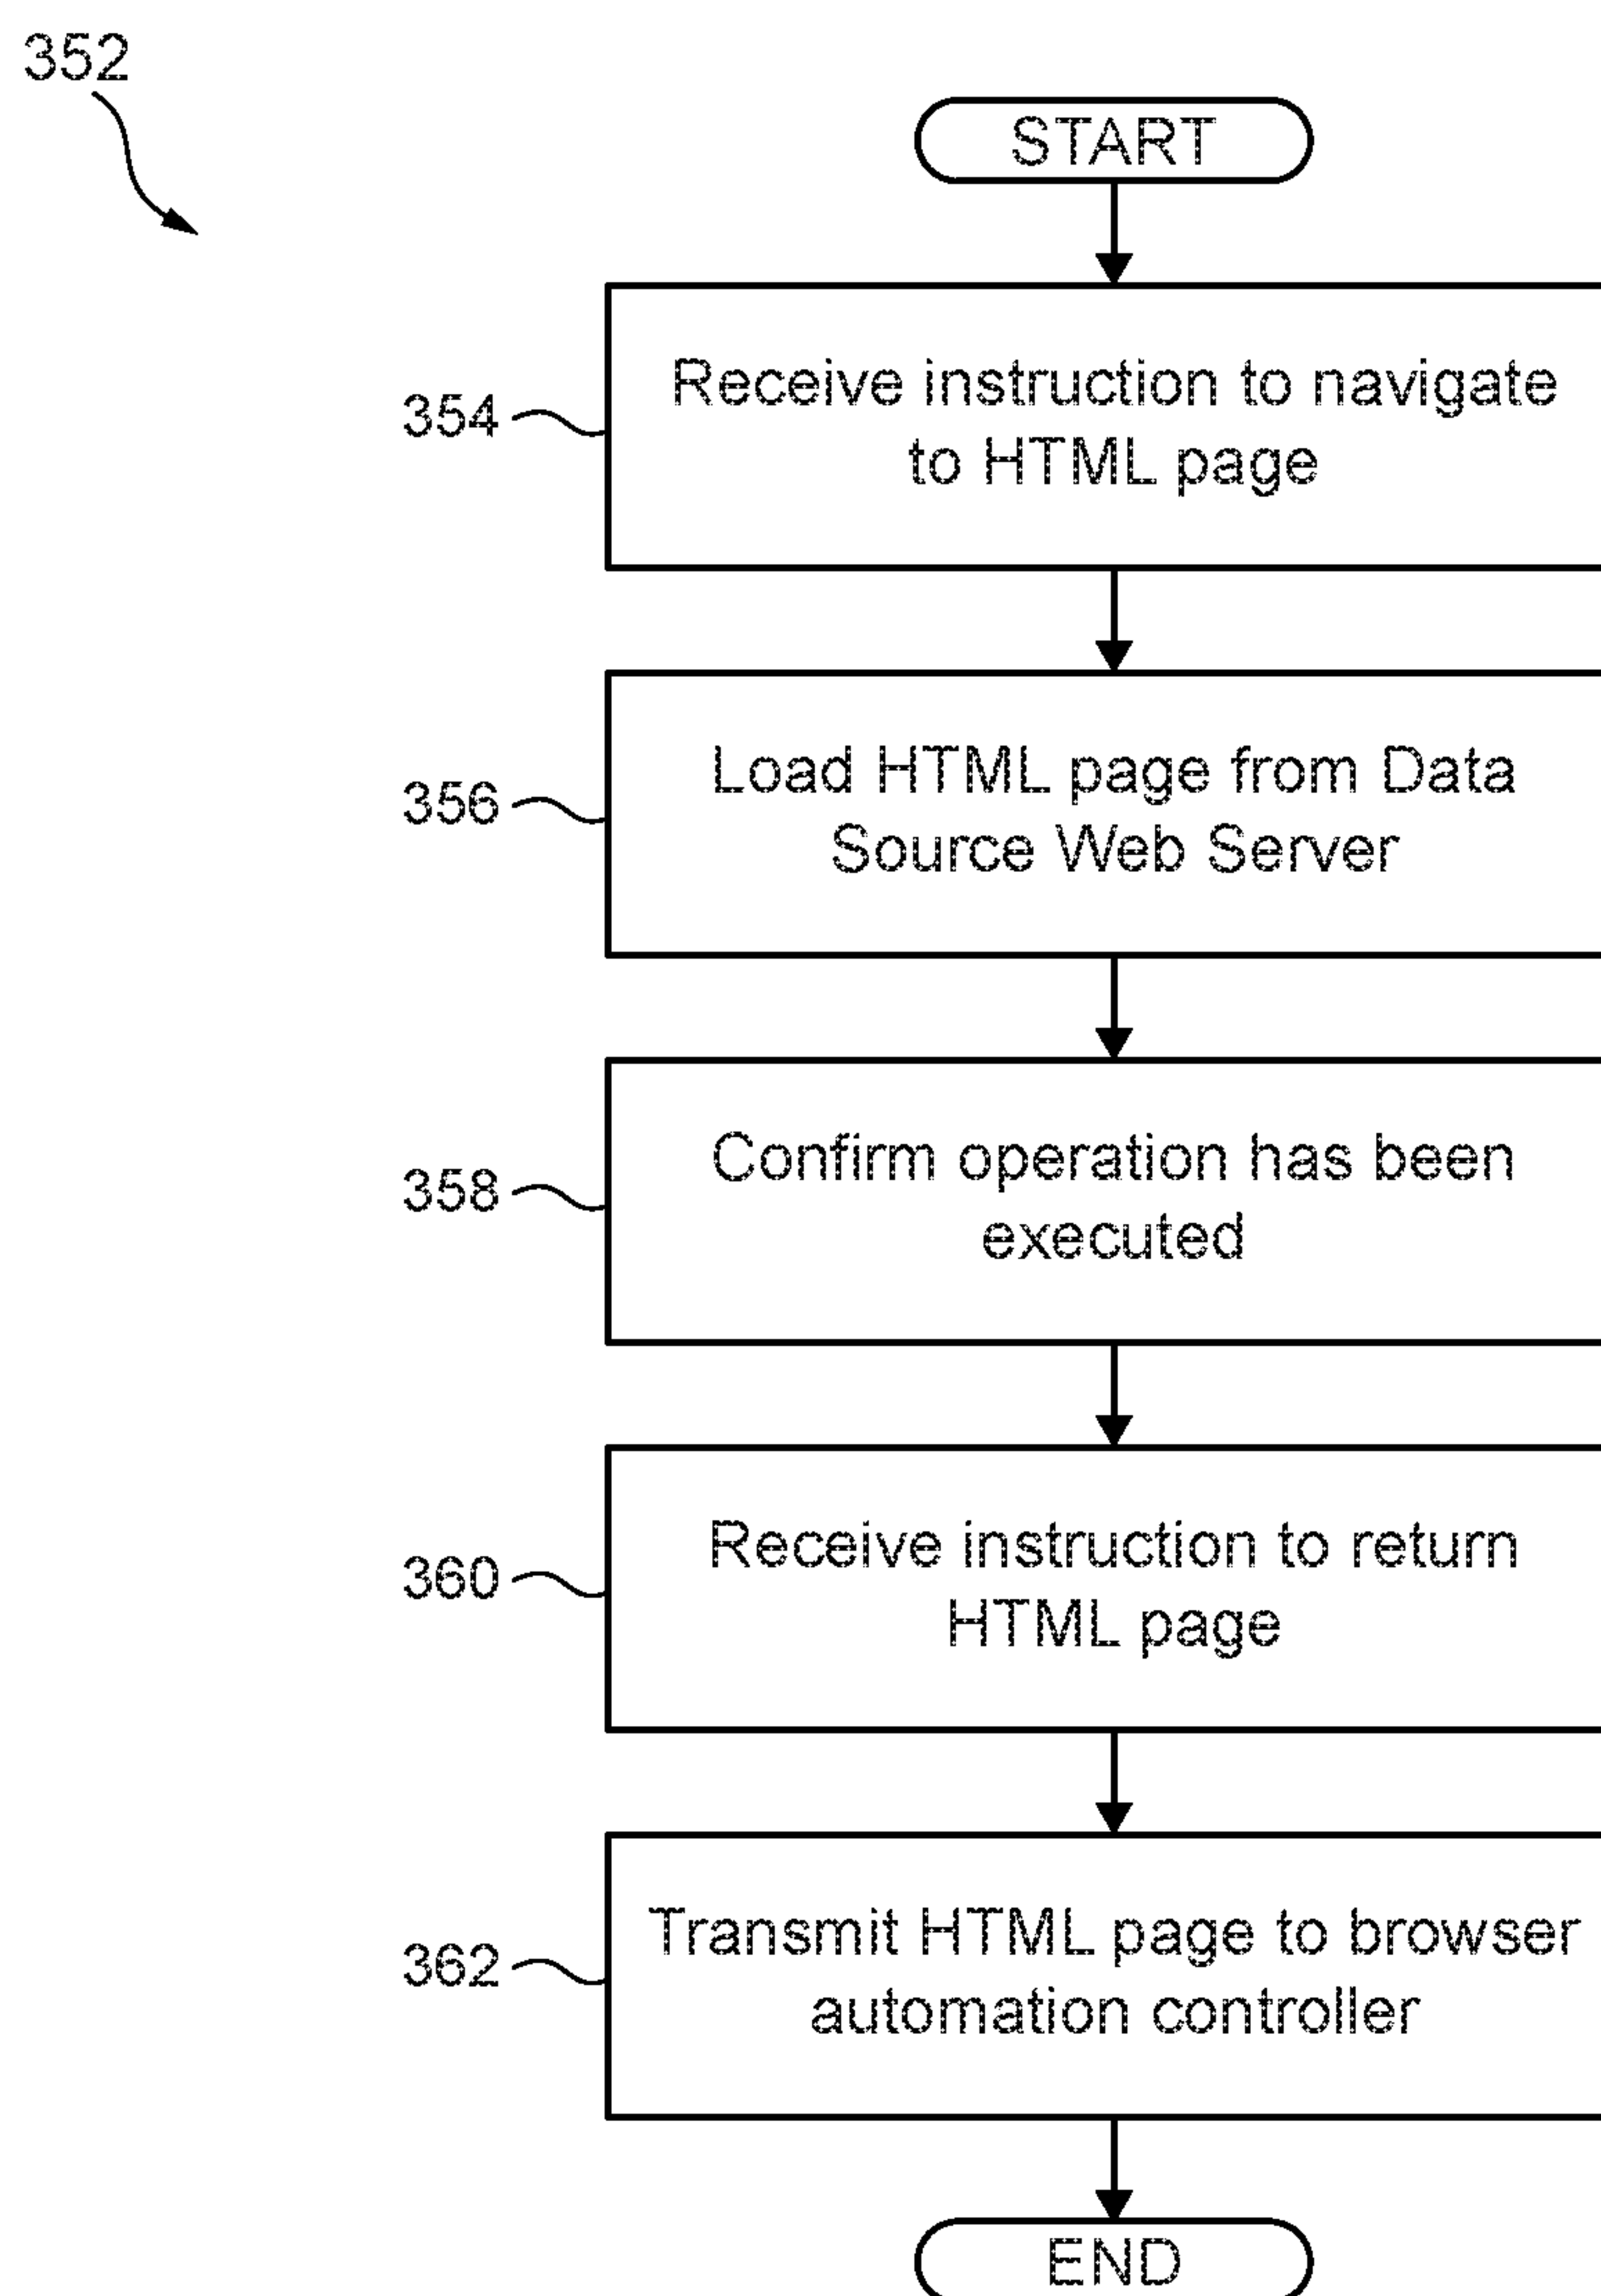 352
START
354
Receive instruction to navigate
to HTML page
356
Load HTML page from Data
Source Web Server
358
Confirm operation has been
executed
360
Receive instruction to return
HTML page
362
Transmit HTML page to browser
automation controller
END